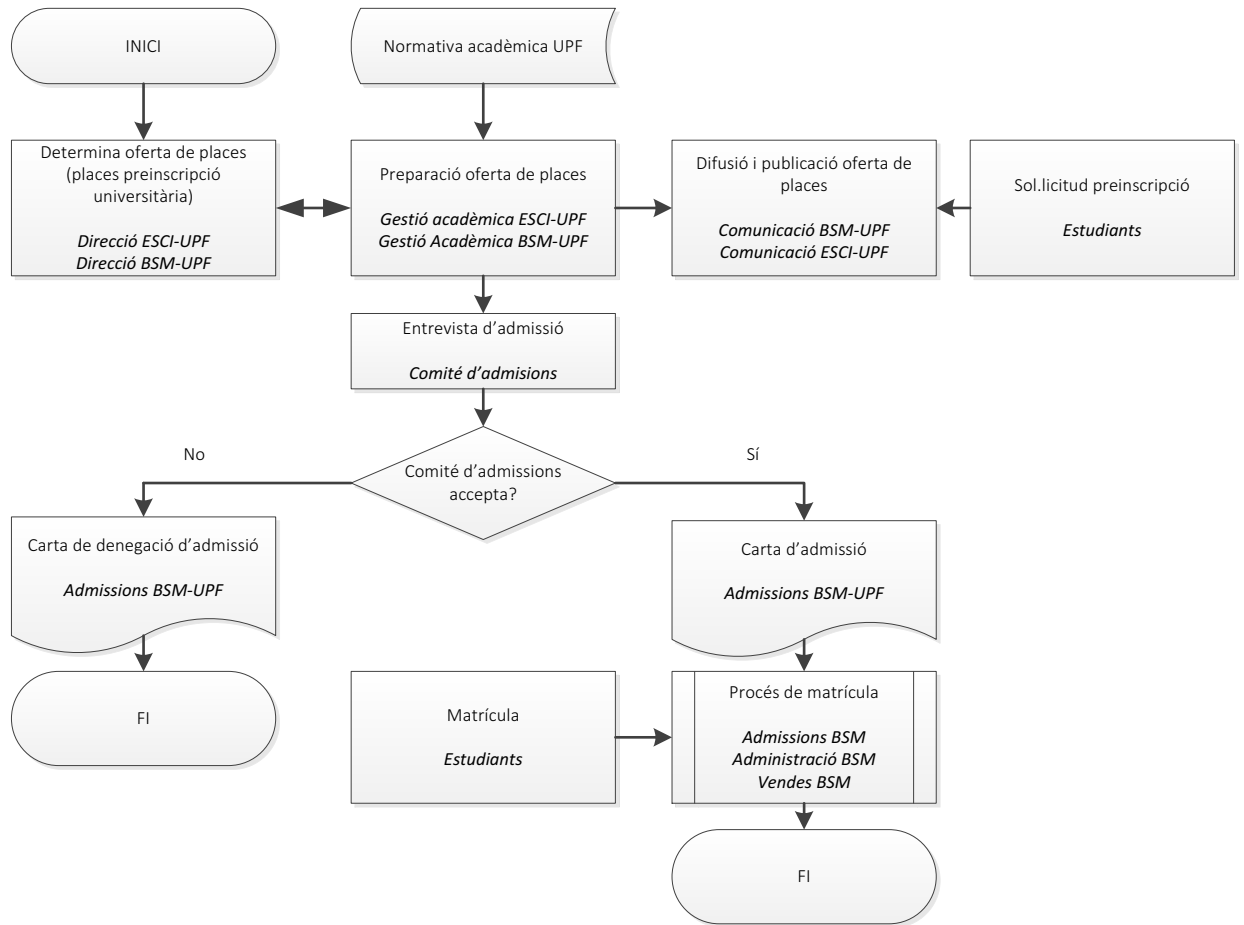 INICI
Normativa acadèmica UPF
Determina oferta de places
(places preinscripció
universitària)
Direcció ESCI-UPF
Direcció BSM-UPF
Preparació oferta de places
Gestió acadèmica ESCI-UPF
Gestió Acadèmica BSM-UPF
Difusió i publicació oferta de
places
Comunicació BSM-UPF
Comunicació ESCI-UPF
Sol.licitud preinscripció
Estudiants
Entrevista d’admissió
Comité d’admisions
No
Comité d’admissions
accepta?
Sí
Carta de denegació d’admissió
Admissions BSM-UPF
Carta d’admissió
Admissions BSM-UPF
FI
Matrícula
Estudiants
Procés de matrícula
Admissions BSM
Administració BSM
Vendes BSM
FI